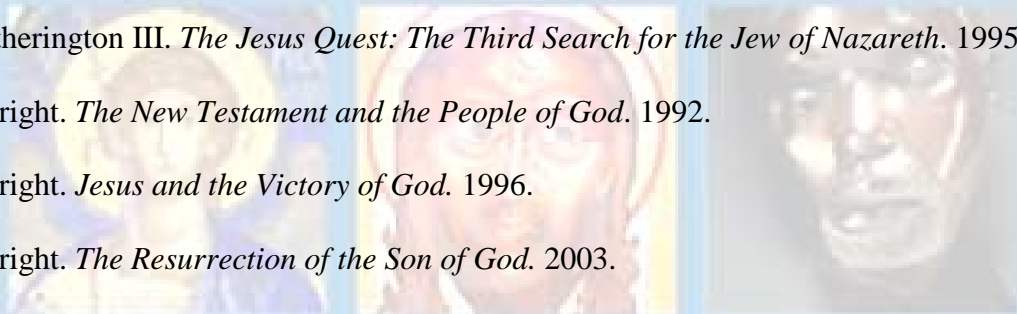 therington III. The Jesus Quest: The Third Search for the Jew of Nazareth. 1995
right. The New Testament and the People of God. 1992.
right. Jesus and the Victory of God. 1996.
right. The Resurrection of the Son of God. 2003.